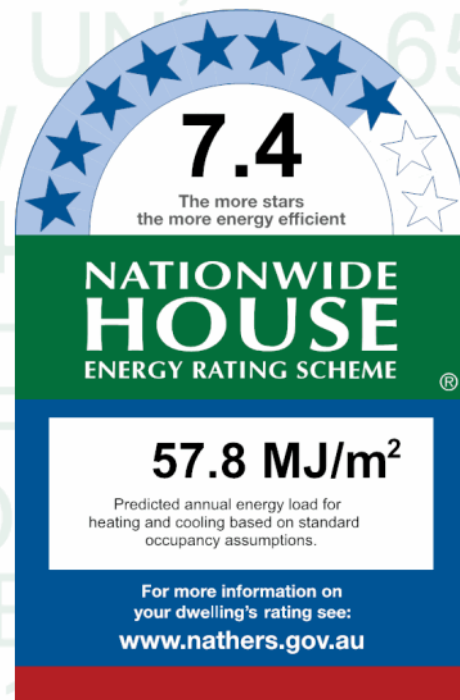 7.4
The more stars
the more energy efficient
NATIONWIDE
HOUSE
ENERGY RATING SCHEME
®
57.8 MJ/m²
Predicted annual energy load for
heating and cooling based on standard
occupancy assumptions.
For more information on
your dwelling's rating see:
www.nathers.gov.au